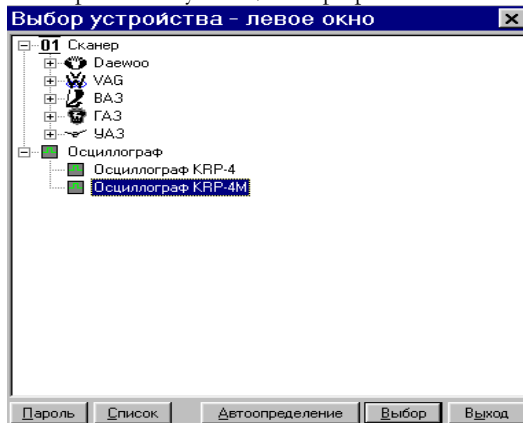 Выбор устройства - левое окно
01 Сканер
Daewoo
VAG
ВАЗ
ГАЗ
УАЗ
Осциллограф
Осциллограф KRP-4
Осциллограф KRP-4M
Пароль Список Автоопределение Выбор Выход